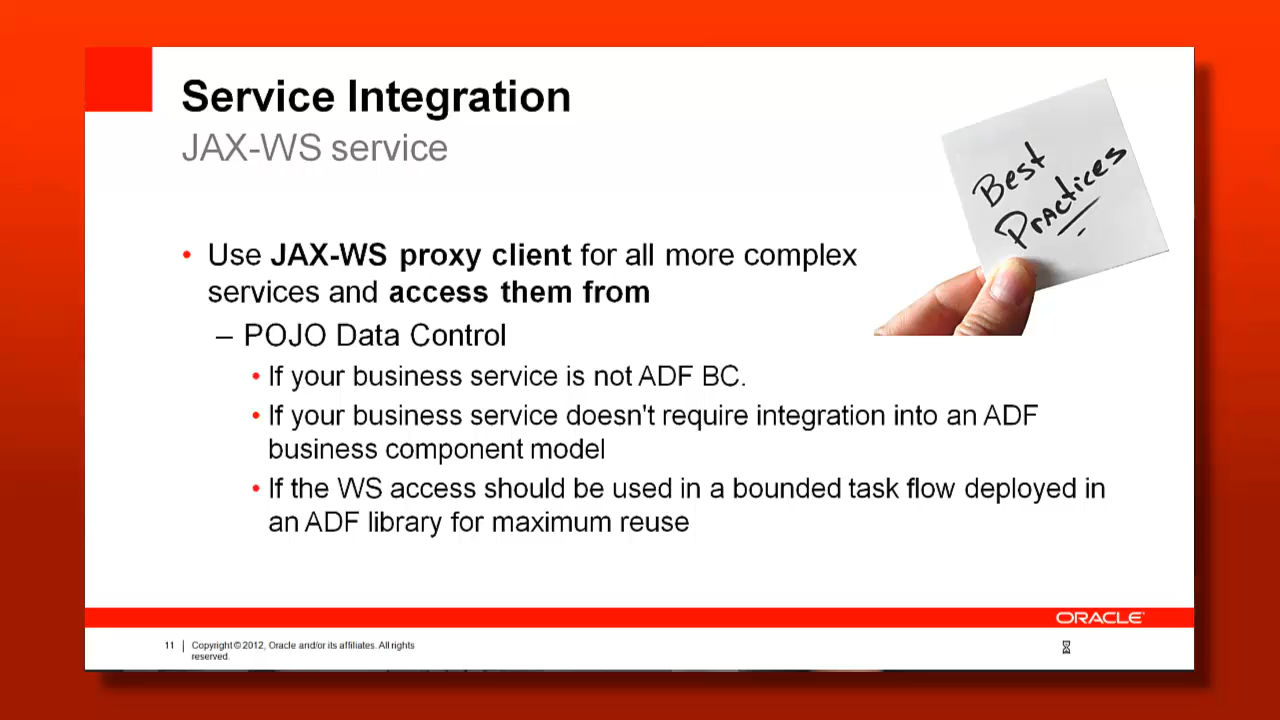 Service Integration
JAX-WS service
Best
Practices
• Use JAX-WS proxy client for all more complex
services and access them from
– POJO Data Control
• If your business service is not ADF BC.
• If your business service doesn't require integration into an ADF
business component model
• If the WS access should be used in a bounded task flow deployed in
an ADF library for maximum reuse
ORACLE
11 | Copyright © 2012, Oracle and/or its affiliates. All rights
reserved.